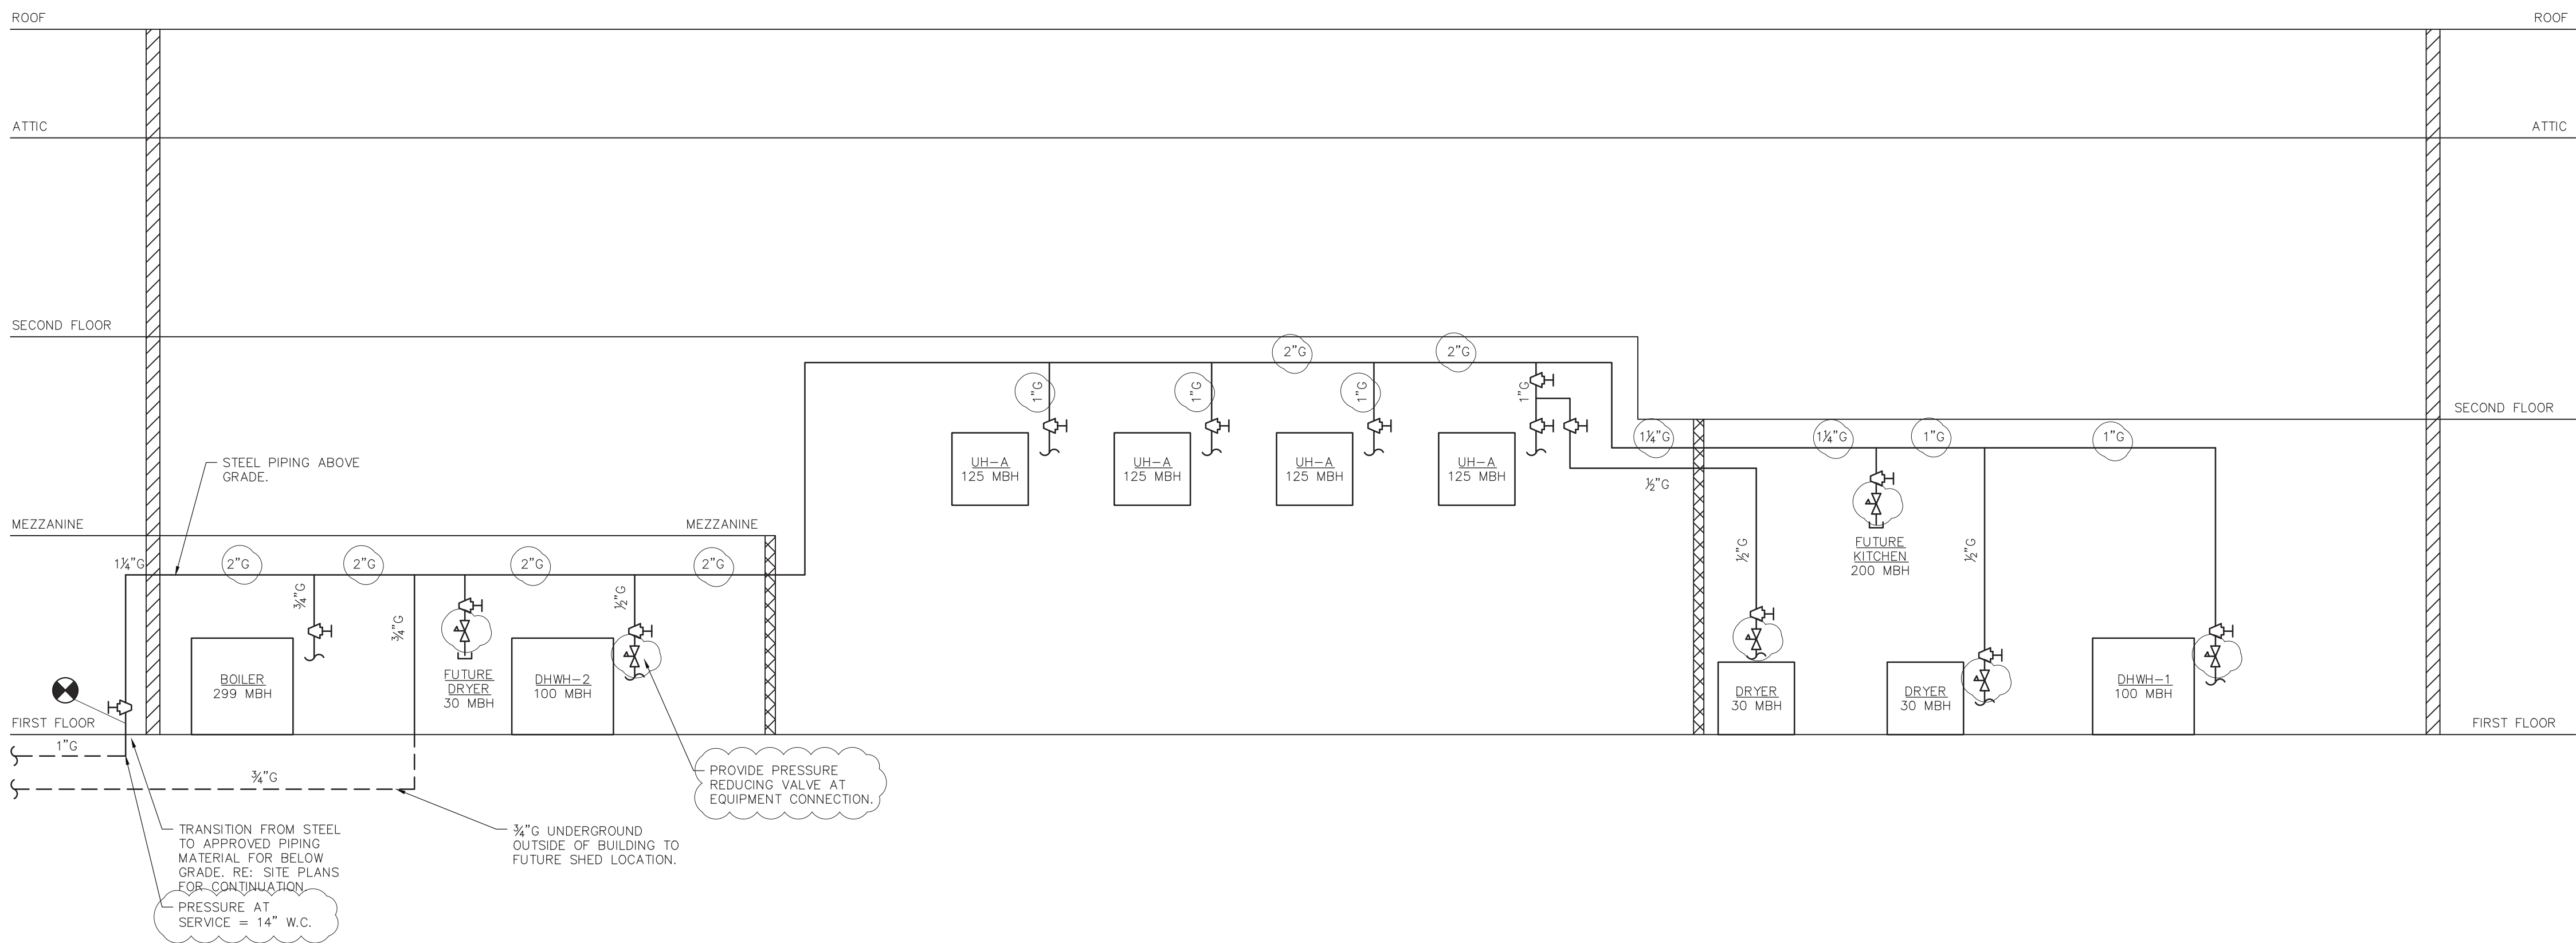 ROOF
ROOF
ATTIC
ATTIC
SECOND FLOOR
2"G
2"G
1"G
1"G
1"G
1"G
SECOND FLOOR
1¼"G
1¼"G
1"G
1"G
STEEL PIPING ABOVE
GRADE.
UH-A
125 MBH
UH-A
125 MBH
UH-A
125 MBH
UH-A
125 MBH
½"G
MEZZANINE
MEZZANINE
1¼"G
2"G
2"G
2"G
2"G
¾"G
¾"G
½"G
½"G
FUTURE
KITCHEN
200 MBH
½"G
BOILER
299 MBH
FUTURE
DRYER
30 MBH
DHWH-2
100 MBH
DRYER
30 MBH
DRYER
30 MBH
DHWH-1
100 MBH
FIRST FLOOR
FIRST FLOOR
1"G
¾"G
PROVIDE PRESSURE
REDUCING VALVE AT
EQUIPMENT CONNECTION.
TRANSITION FROM STEEL
TO APPROVED PIPING
MATERIAL FOR BELOW
GRADE. RE: SITE PLANS
FOR CONTINUATION.
¾"G UNDERGROUND
OUTSIDE OF BUILDING TO
FUTURE SHED LOCATION.
PRESSURE AT
SERVICE = 14" W.C.